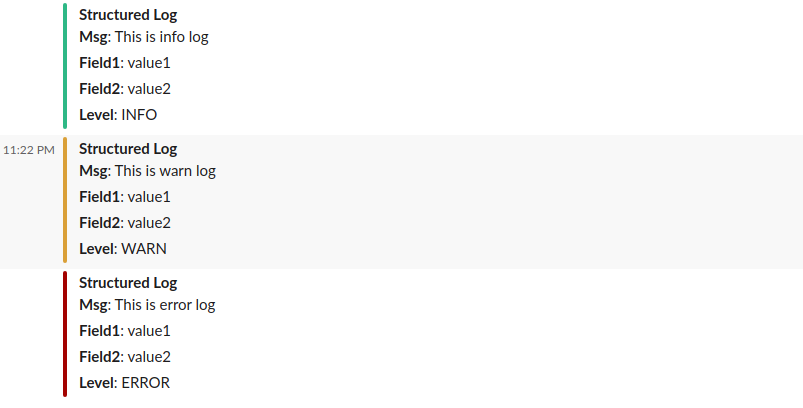 Structured Log
Msg: This is info log
Field1: value1
Field2: value2
Level: INFO
11:22 PM
Structured Log
Msg: This is warn log
Field1: value1
Field2: value2
Level: WARN
Structured Log
Msg: This is error log
Field1: value1
Field2: value2
Level: ERROR